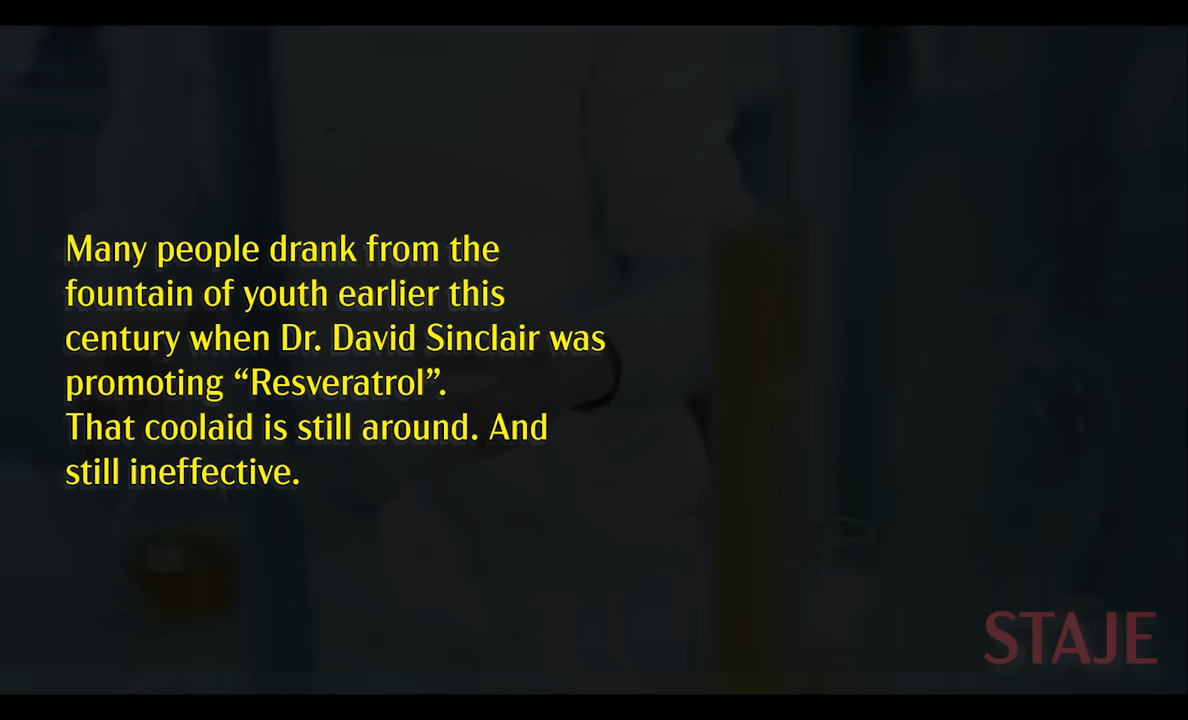 Many people drank from the
fountain of youth earlier this
century when Dr. David Sinclair was
promoting “Resveratrol”.
That coolaid is still around. And
still ineffective.
STAJE